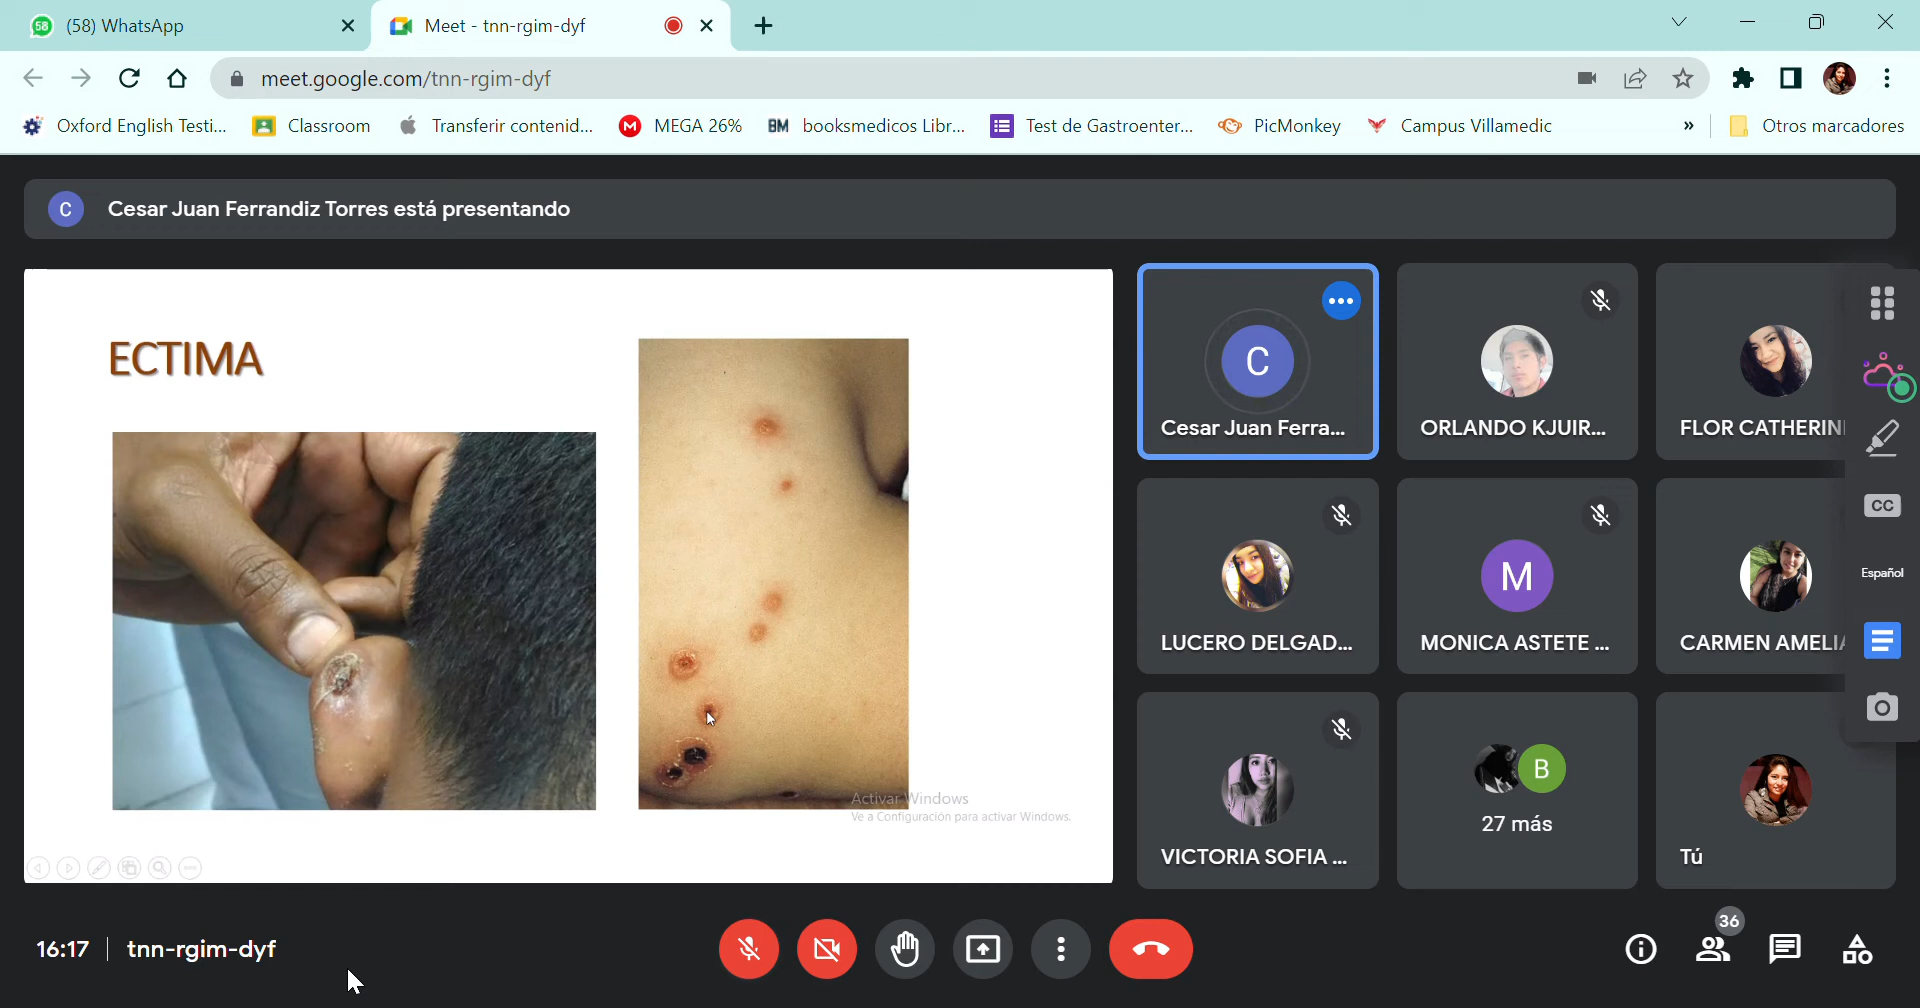 58 (58) WhatsApp
Meet - tnn-rgim-dyf
meet.google.com/tnn-rgim-dyf
Oxford English Testi... Classroom Transferir contenid... MEGA 26% BM booksmedicos Libr... Test de Gastroenter... PicMonkey Campus Villamedic » Otros marcadores
C Cesar Juan Ferrandiz Torres está presentando
ECTIMA
Activar Windows
Ve a Configuración para activar Windows.
C
Cesar Juan Ferra...
ORLANDO KJUIR...
FLOR CATHERIN
LUCERO DELGAD...
M
MONICA ASTETE ...
CARMEN AMELIA
VICTORIA SOFIA ...
B
27 más
Tú
CC
Español
16:17 tnn-rgim-dyf
36